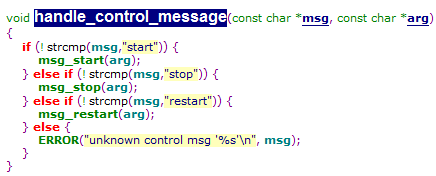 void handle_control_message(const char *msg, const char *arg)
{
    if (! strcmp(msg,"start")) {
        msg_start(arg);
    } else if (! strcmp(msg,"stop")) {
        msg_stop(arg);
    } else if (! strcmp(msg,"restart")) {
        msg_restart(arg);
    } else {
        ERROR("unknown control msg '%s'\n", msg);
    }
}